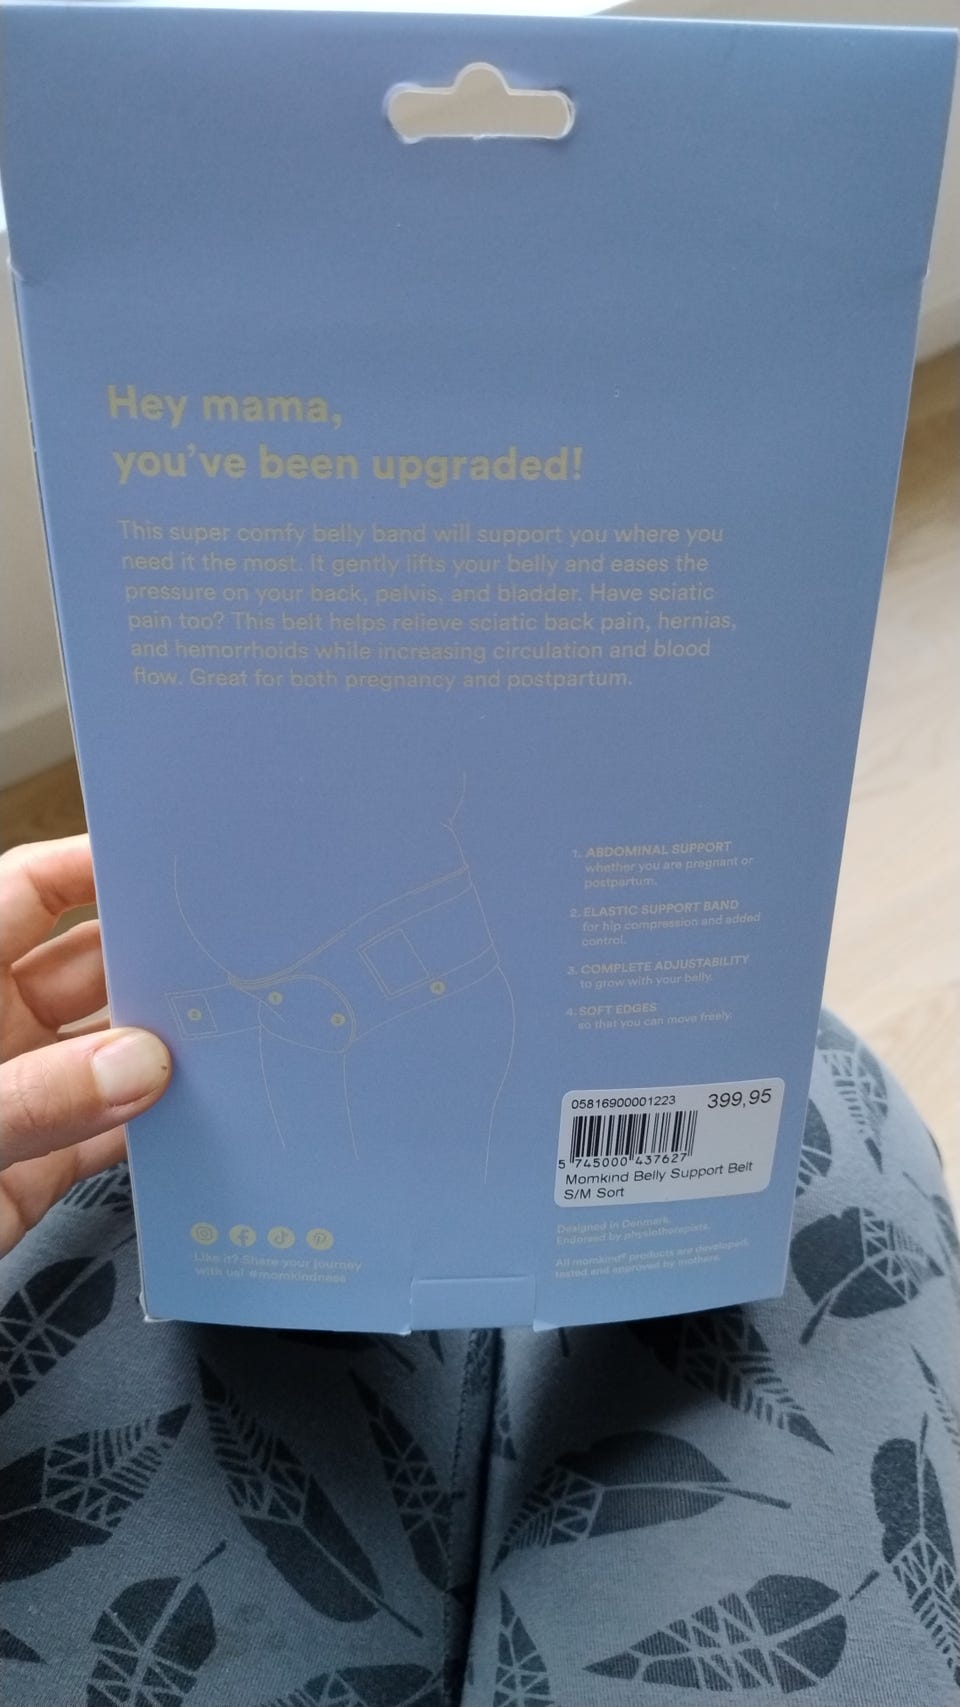 Hey mama,
you've been upgraded!
This super comfy belly band will support you where you
need it the most. It gently lifts your belly and eases the
pressure on your back, pelvis, and bladder. Have sciatic
pain too? This belt helps relieve sciatic back pain, hernias,
and hemorrhoids while increasing circulation and blood
flow. Great for both pregnancy and postpartum.
1. ABDOMINAL SUPPORT
whether you are pregnant or
postpartum.
2. ELASTIC SUPPORT BAND
for hip compression and added
control.
3. COMPLETE ADJUSTABILITY
to grow with your belly.
4. SOFT EDGES
so that you can move freely.
2
1
3
4
05816900001223 399,95
5 745000 437627
Momkind Belly Support Belt
S/M Sort
Like it? Share your journey
with us! #momkindness
Designed in Denmark.
Endorsed by physiotherapists.
All momkind® products are developed,
tested and approved by mothers.